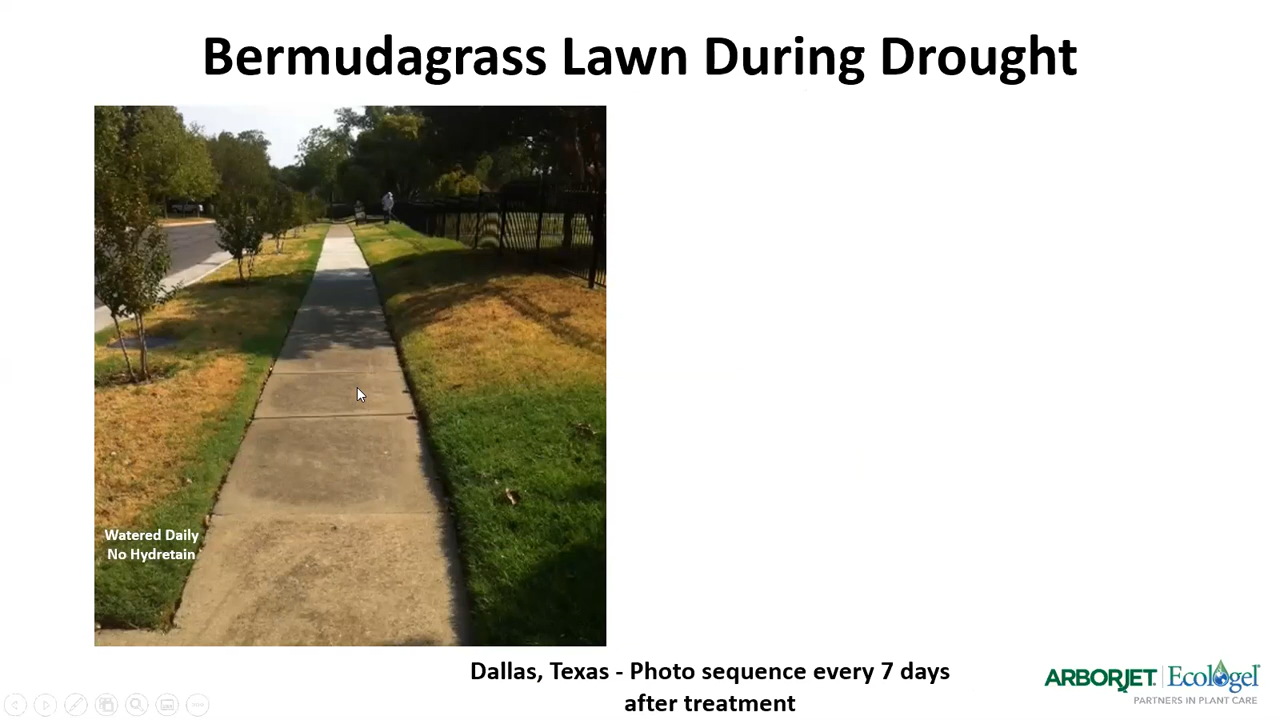 Bermudagrass Lawn During Drought
Watered Daily
No Hydretain
Dallas, Texas - Photo sequence every 7 days
after treatment
ARBORJET | Ecologel
PARTNERS IN PLANT CARE